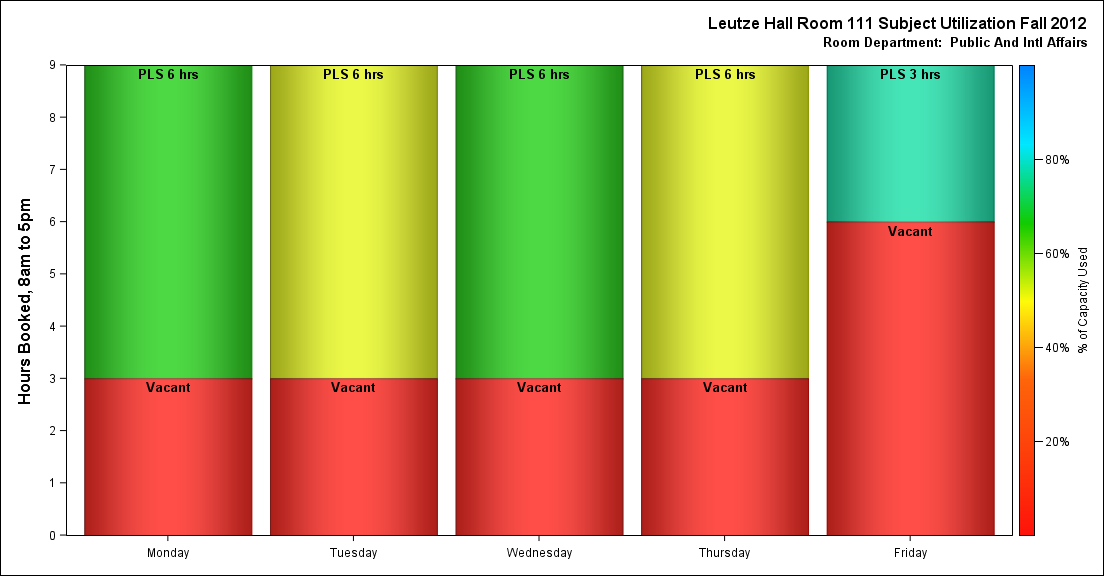 Leutze Hall Room 111 Subject Utilization Fall 2012
Room Department: Public And Intl Affairs
Hours Booked, 8am to 5pm
9
8
7
6
5
4
3
2
1
0
PLS 6 hrs
PLS 6 hrs
PLS 6 hrs
PLS 6 hrs
PLS 3 hrs
Vacant
Vacant
Vacant
Vacant
Vacant
Monday
Tuesday
Wednesday
Thursday
Friday
80%
60%
40%
20%
% of Capacity Used